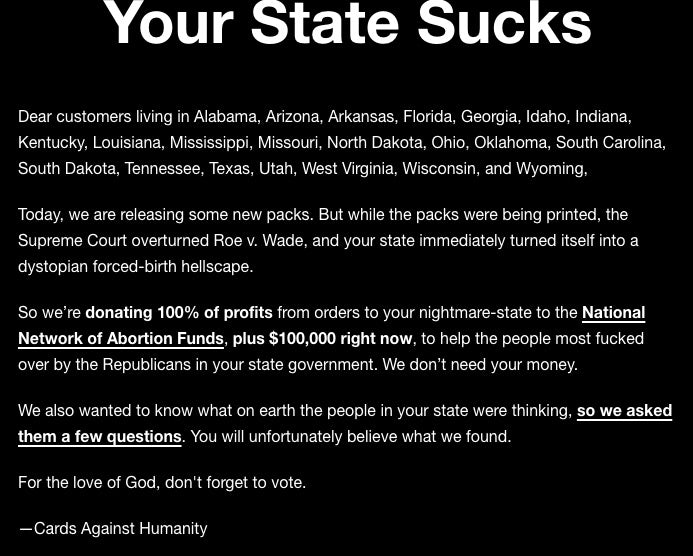 Your State Sucks
Dear customers living in Alabama, Arizona, Arkansas, Florida, Georgia, Idaho, Indiana,
Kentucky, Louisiana, Mississippi, Missouri, North Dakota, Ohio, Oklahoma, South Carolina,
South Dakota, Tennessee, Texas, Utah, West Virginia, Wisconsin, and Wyoming,
Today, we are releasing some new packs. But while the packs were being printed, the
Supreme Court overturned Roe v. Wade, and your state immediately turned itself into a
dystopian forced-birth hellscape.
So we’re donating 100% of profits from orders to your nightmare-state to the National
Network of Abortion Funds, plus $100,000 right now, to help the people most fucked
over by the Republicans in your state government. We don’t need your money.
We also wanted to know what on earth the people in your state were thinking, so we asked
them a few questions. You will unfortunately believe what we found.
For the love of God, don't forget to vote.
—Cards Against Humanity